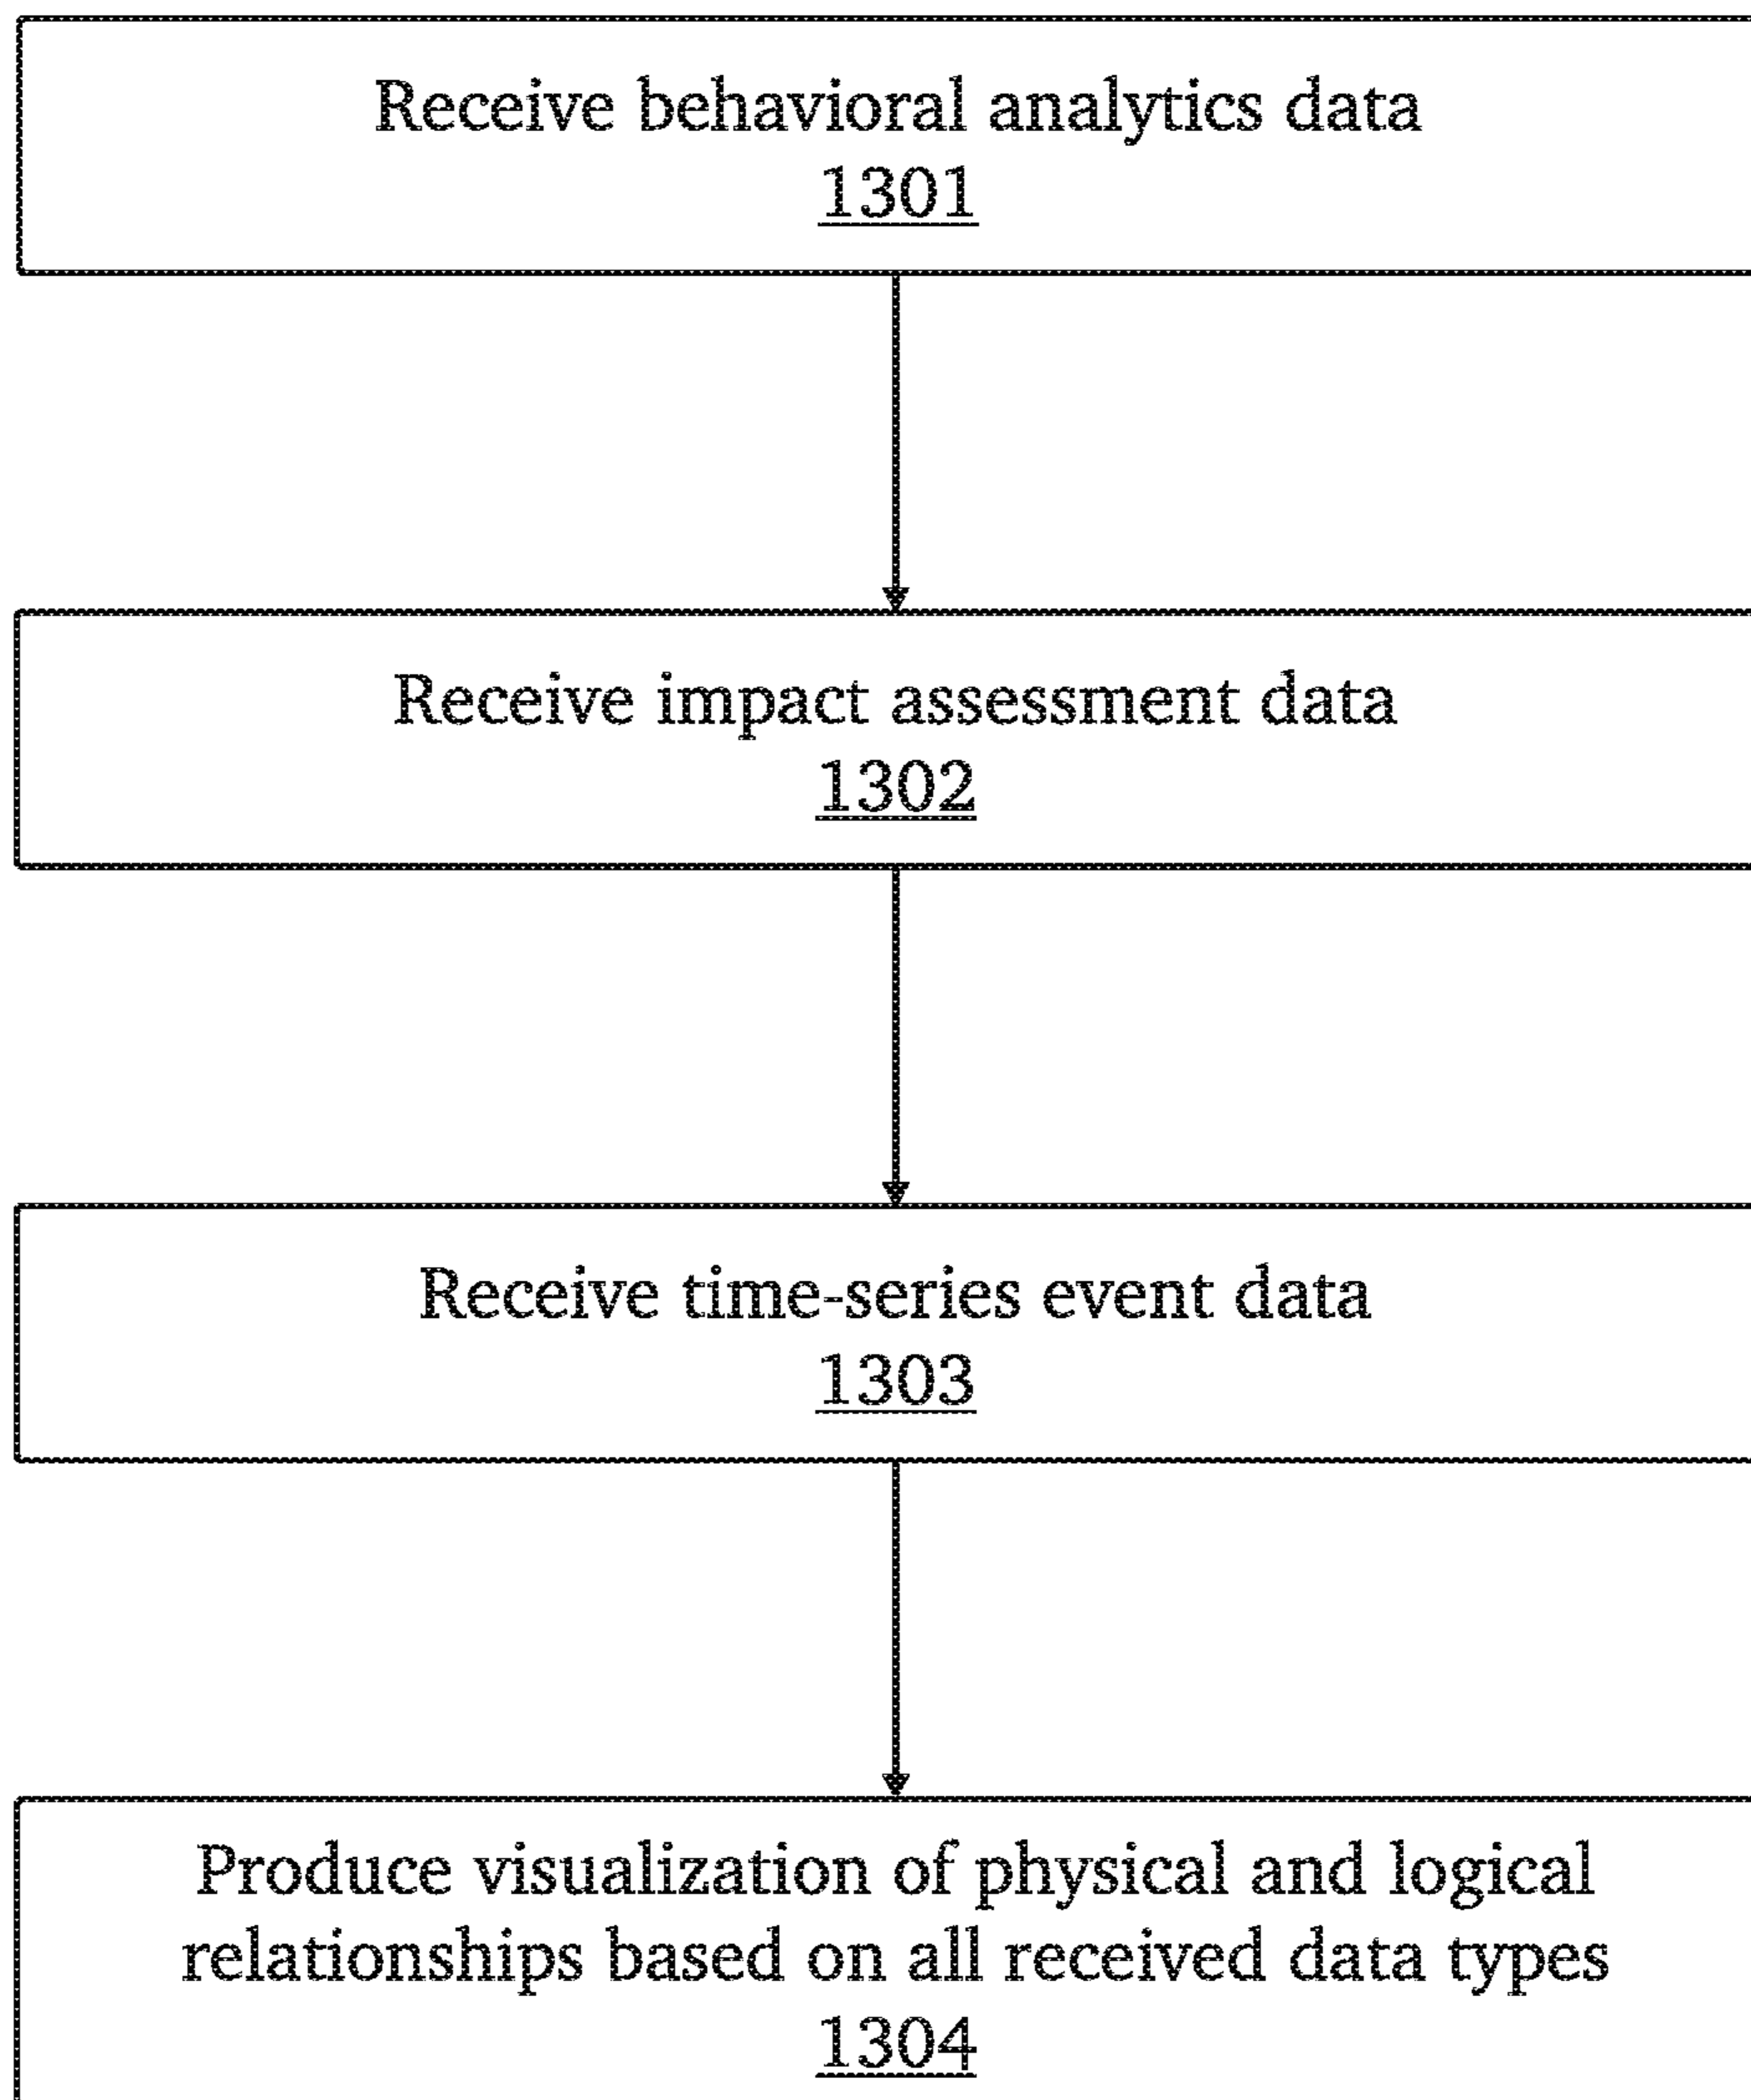 Receive behavioral analytics data
1301
Receive impact assessment data
1302
Receive time-series event data
1303
Produce visualization of physical and logical
relationships based on all received data types
1304